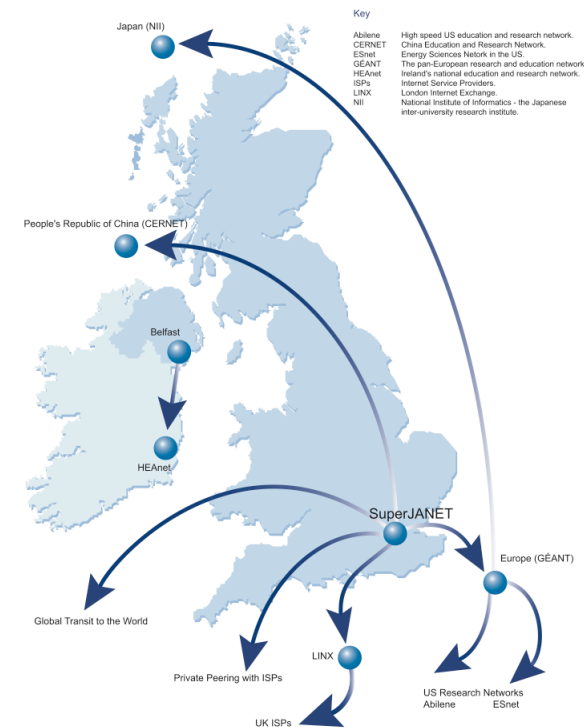 Key
Abilene High speed US education and research network.
CERNET China Education and Research Network.
ESnet Energy Sciences Netork in the US.
GÉANT The pan-European research and education network
HEAnet Ireland's national education and research network.
ISPs Internet Service Providers.
LINX London Internet Exchange.
NII National Institute of Informatics - the Japanese
inter-university research institute.
Japan (NII)
People's Republic of China (CERNET)
Belfast
HEAnet
SuperJANET
Europe (GÉANT)
Global Transit to the World
LINX
Private Peering with ISPs
US Research Networks
Abilene ESnet
UK ISPs